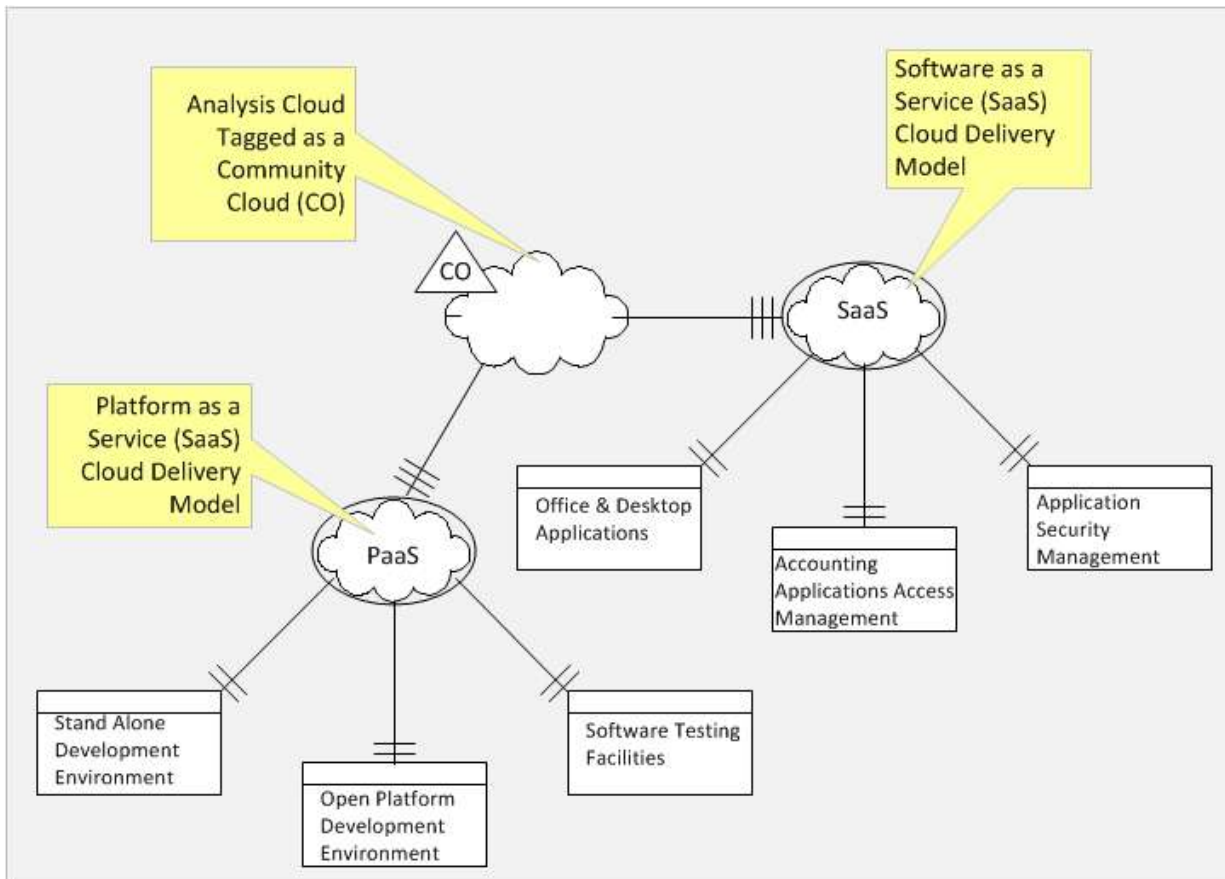 Analysis Cloud
Tagged as a
Community
Cloud (CO)
Software as a
Service (SaaS)
Cloud Delivery
Model
CO
SaaS
Platform as a
Service (SaaS)
Cloud Delivery
Model
Office & Desktop
Applications
Application
Security
Management
Accounting
Applications Access
Management
PaaS
Stand Alone
Development
Environment
Software Testing
Facilities
Open Platform
Development
Environment